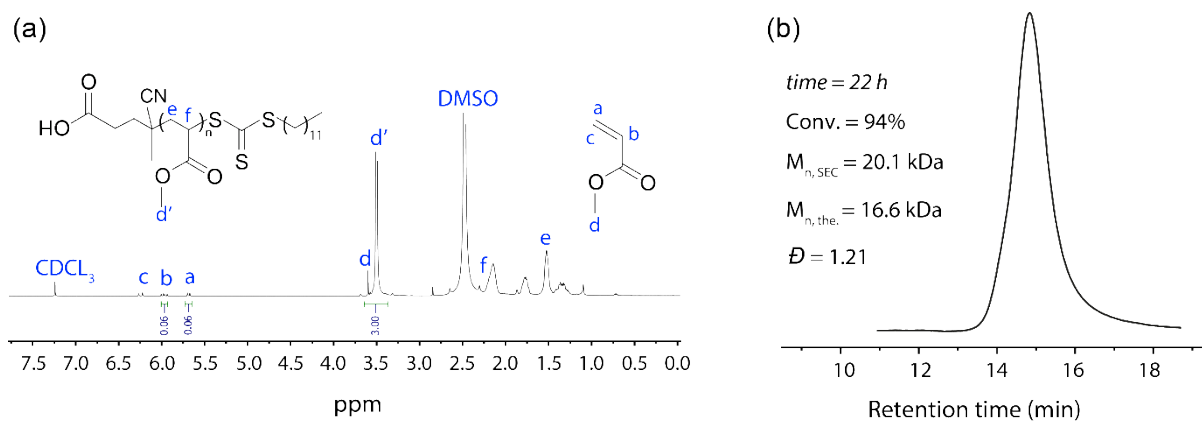 (a)
O
HO
CN
e
f
n
S
S
S
11
O
O
d'
CDCL3
c
b
a
d
d'
DMSO
f
e
a
c
b
O
O
d
0.06
0.06
3.00
7.5 7.0 6.5 6.0 5.5 5.0 4.5 4.0 3.5 3.0 2.5 2.0 1.5 1.0 0.5 0.0
ppm
(b)
time = 22 h
Conv. = 94%
Mn, SEC = 20.1 kDa
Mn, the. = 16.6 kDa
Đ = 1.21
10 12 14 16 18
Retention time (min)